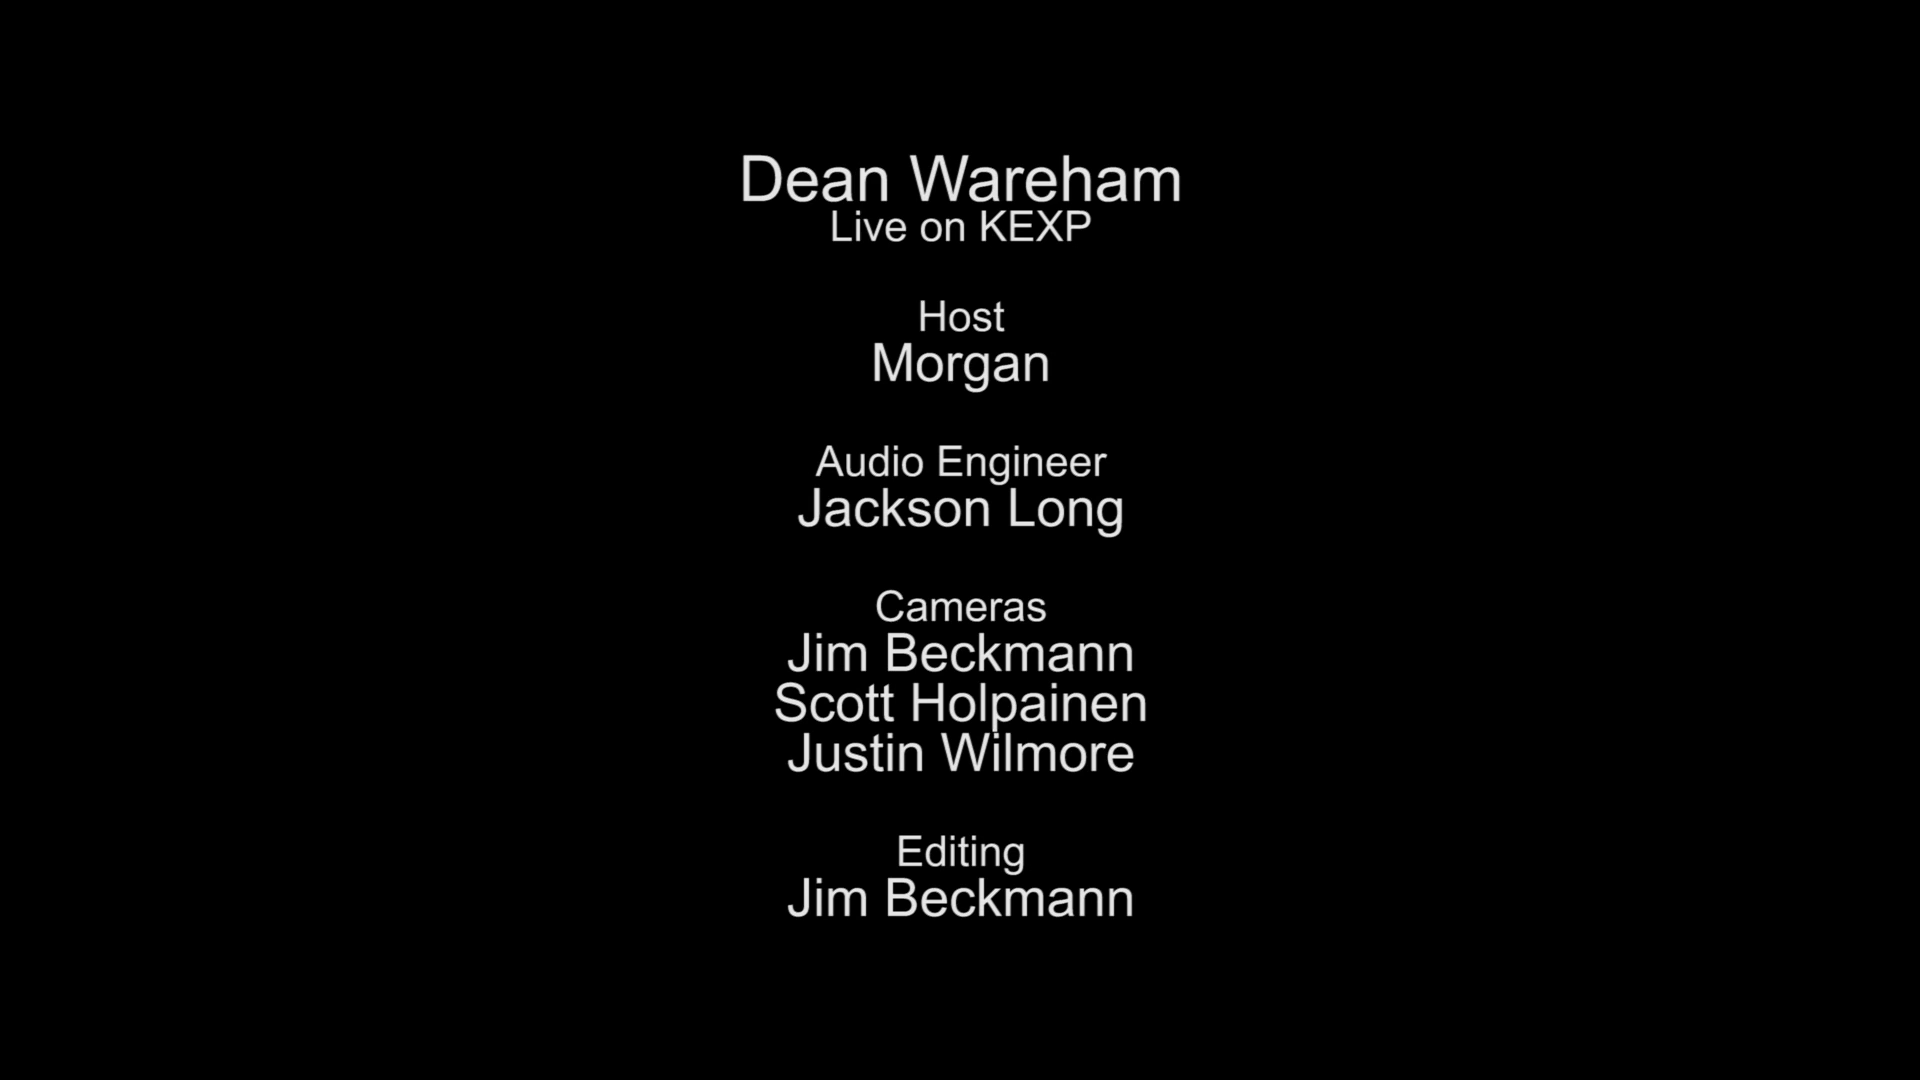 Dean Wareham
Live on KEXP
Host
Morgan
Audio Engineer
Jackson Long
Cameras
Jim Beckmann
Scott Holpainen
Justin Wilmore
Editing
Jim Beckmann